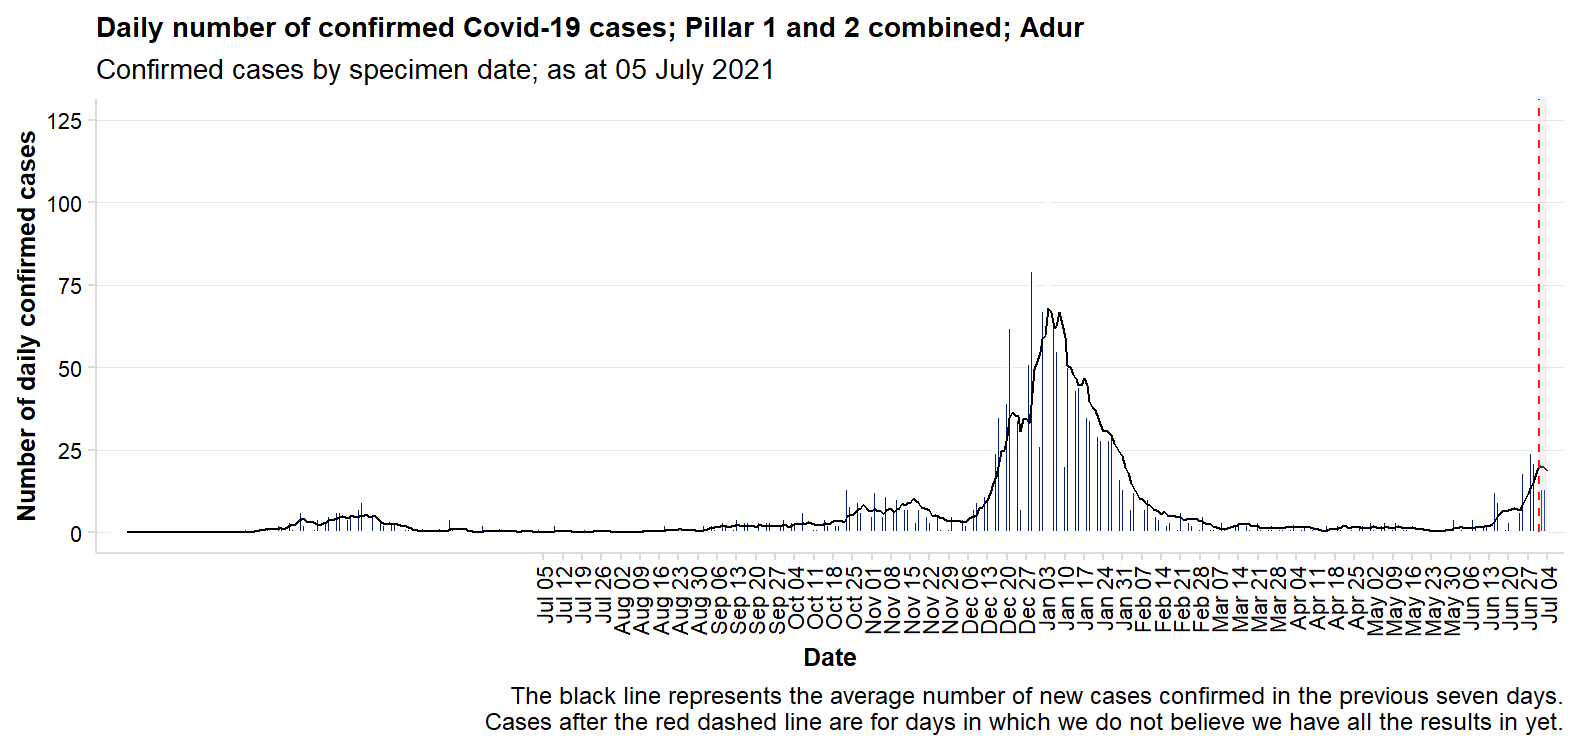 Daily number of confirmed Covid-19 cases; Pillar 1 and 2 combined; Adur
Confirmed cases by specimen date; as at 05 July 2021
Number of daily confirmed cases
125
100
75
50
25
0
Jul 05
Jul 12
Jul 19
Jul 26
Aug 02
Aug 09
Aug 16
Aug 23
Aug 30
Sep 06
Sep 13
Sep 20
Sep 27
Oct 04
Oct 11
Oct 18
Oct 25
Nov 01
Nov 08
Nov 15
Nov 22
Nov 29
Dec 06
Dec 13
Dec 20
Dec 27
Jan 03
Jan 10
Jan 17
Jan 24
Jan 31
Feb 07
Feb 14
Feb 21
Feb 28
Mar 07
Mar 14
Mar 21
Mar 28
Apr 04
Apr 11
Apr 18
Apr 25
May 02
May 09
May 16
May 23
May 30
Jun 06
Jun 13
Jun 20
Jun 27
Jul 04
Date
The black line represents the average number of new cases confirmed in the previous seven days.
Cases after the red dashed line are for days in which we do not believe we have all the results in yet.